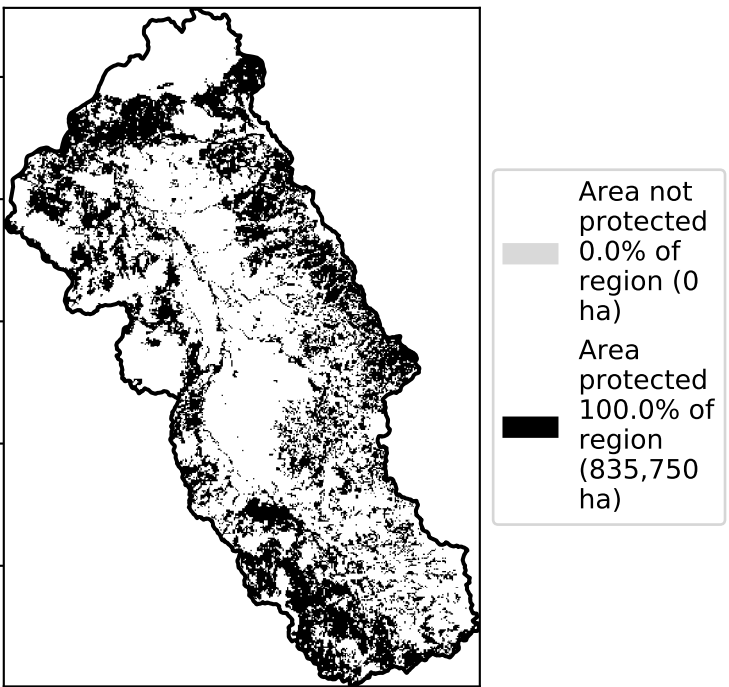 Area not
protected
0.0% of
region (0
ha)
Area
protected
100.0% of
region
(835,750
ha)